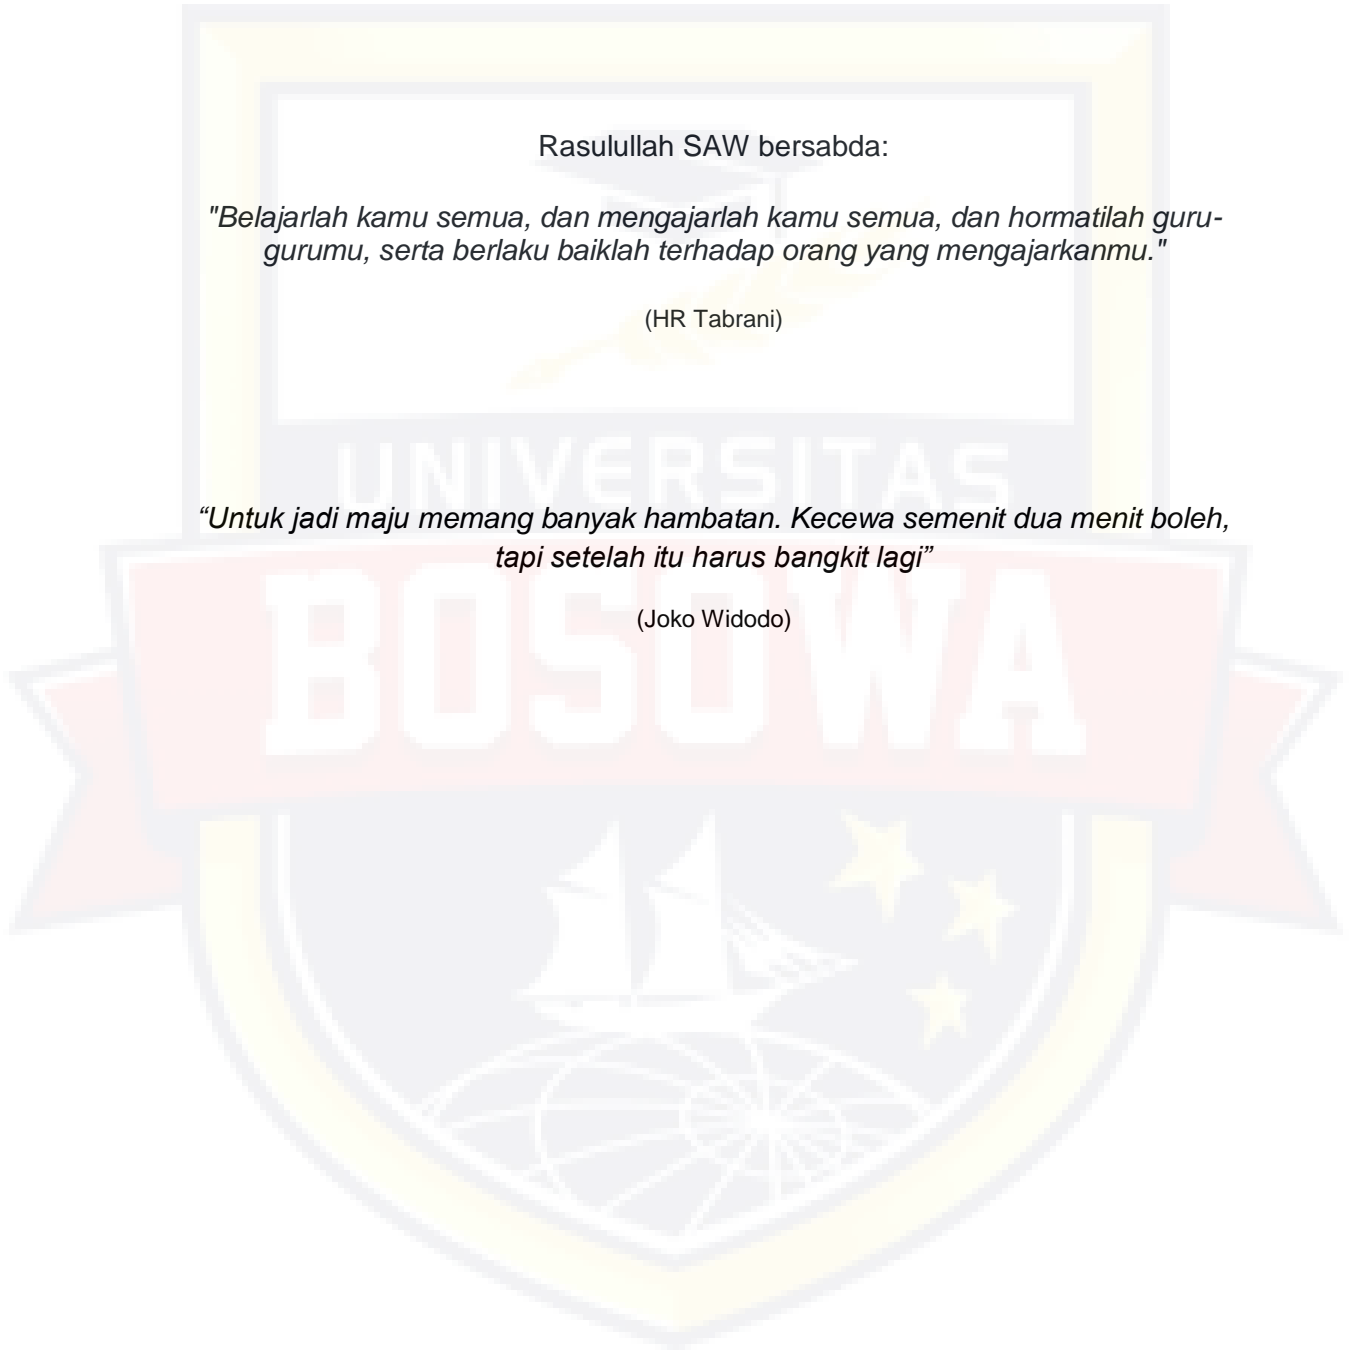 Rasulullah SAW bersabda:
"Belajarlah kamu semua, dan mengajarlah kamu semua, dan hormatilah guru-
gurumu, serta berlaku baiklah terhadap orang yang mengajarkanmu."
(HR Tabrani)
UNIVERSITAS
“Untuk jadi maju memang banyak hambatan. Kecewa semenit dua menit boleh,
tapi setelah itu harus bangkit lagi”
BOSOWA
(Joko Widodo)